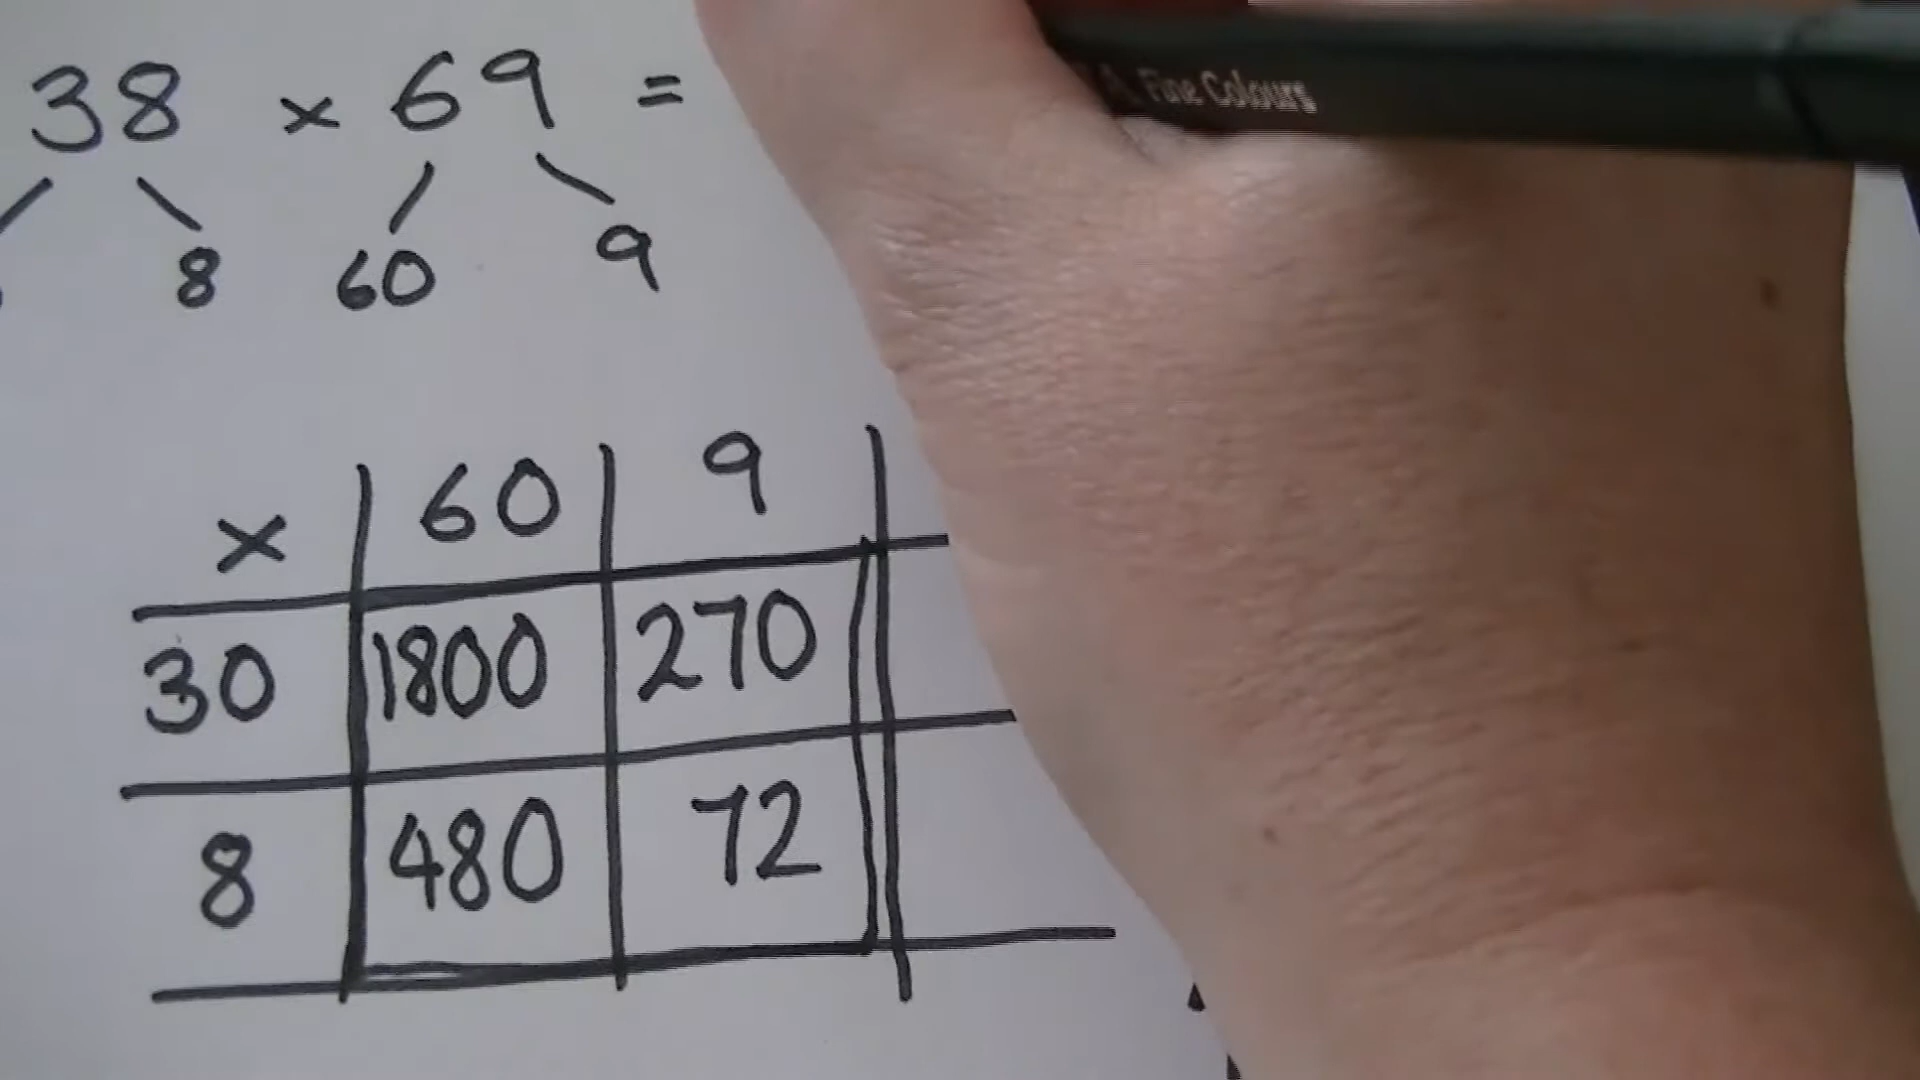 38 × 69 =
8 60 9
× 60 9
30 1800 270
8 480 72
Fine Colours